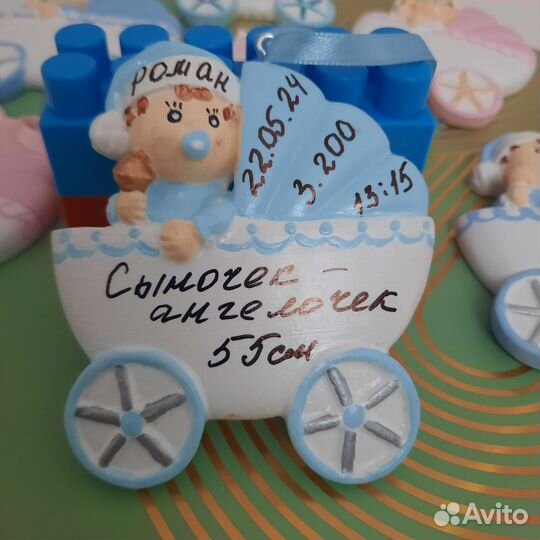 РОМАН
22.05.24
3.200
13:15
Сыночек -
ангелочек
55см
Avito